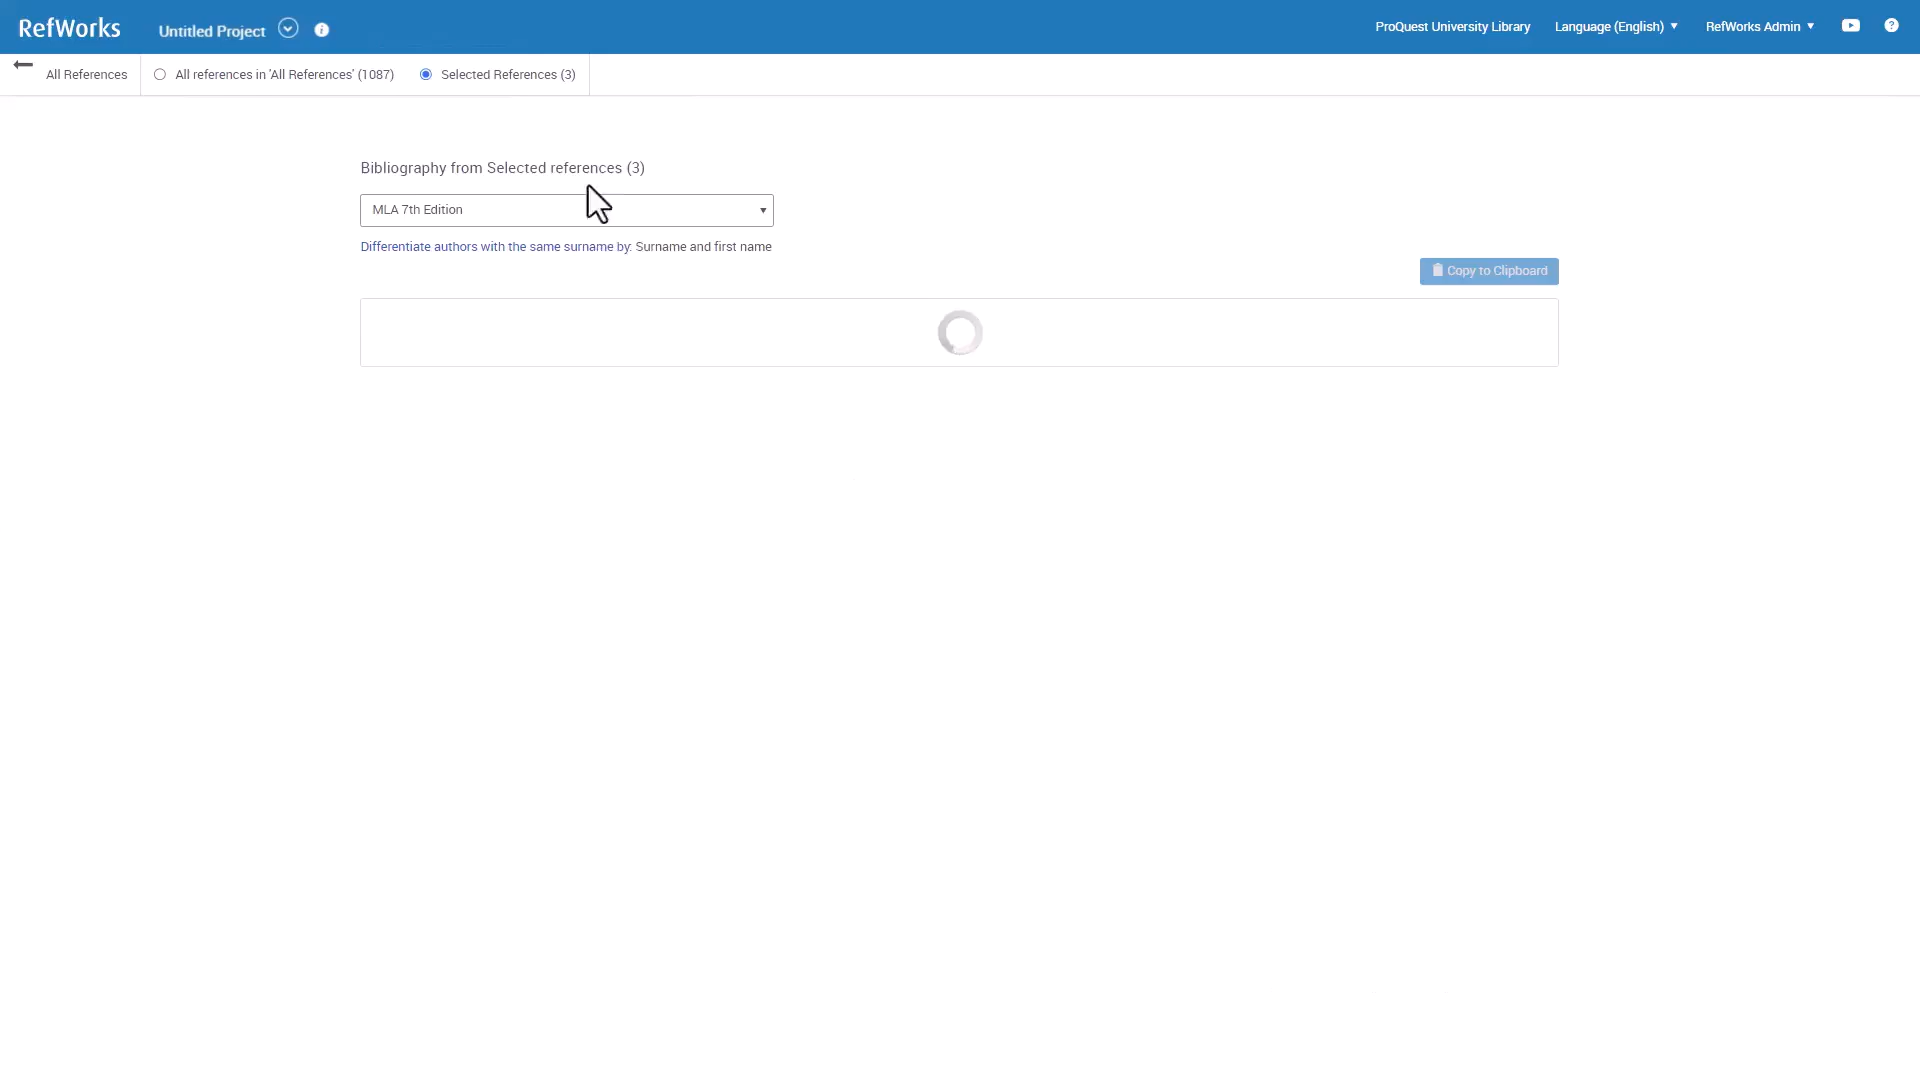 RefWorks
Untitled Project
ProQuest University Library
Language (English)
RefWorks Admin
All References
All references in 'All References' (1087)
Selected References (3)
Bibliography from Selected references (3)
MLA 7th Edition
Differentiate authors with the same surname by: Surname and first name
Copy to Clipboard